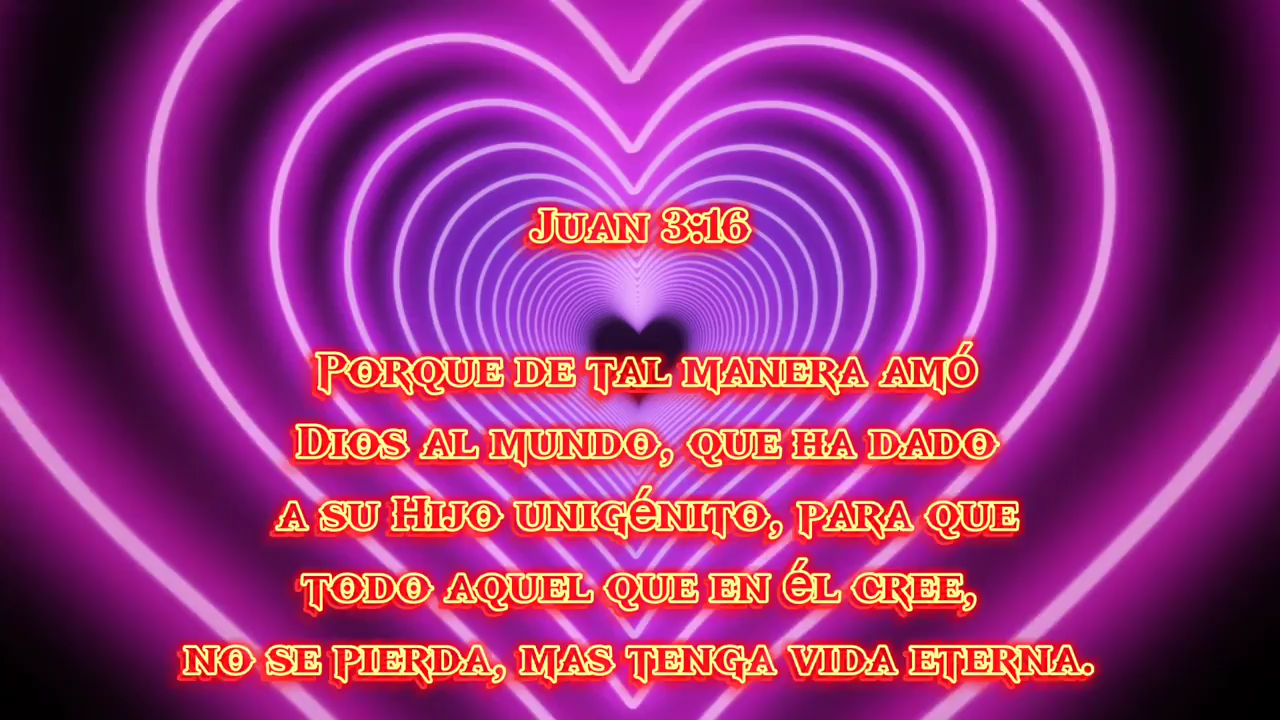 Juan 3:16
Porque de tal manera amó
Dios al mundo, que ha dado
a su Hijo unigénito, para que
todo aquel que en él cree,
no se pierda, mas tenga vida eterna.